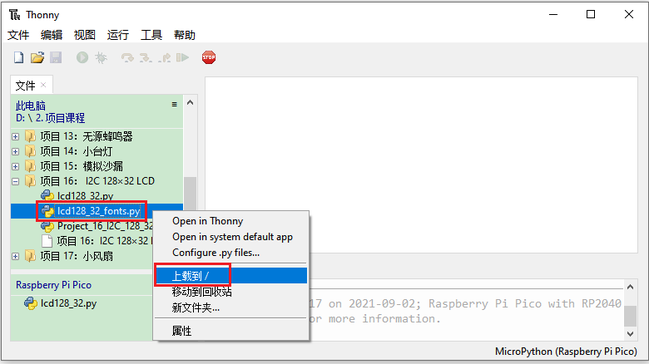 Thonny
文件 编辑 视图 运行 工具 帮助
STOP
文件
此电脑
D: \ 2. 项目课程
项目 13：无源蜂鸣器
项目 14：小台灯
项目 15：模拟沙漏
项目 16： I2C 128×32 LCD
lcd128_32.py
lcd128_32_fonts.py
Project_16_I2C_128_32
项目 16： I2C 128×32 L
项目 17：小风扇
Raspberry Pi Pico
lcd128_32.py
Open in Thonny
Open in system default app
Configure .py files...
上载到 /
移动到回收站
新文件夹...
属性
17 on 2021-09-02; Raspberry Pi Pico with RP2040
or more information.
MicroPython (Raspberry Pi Pico)